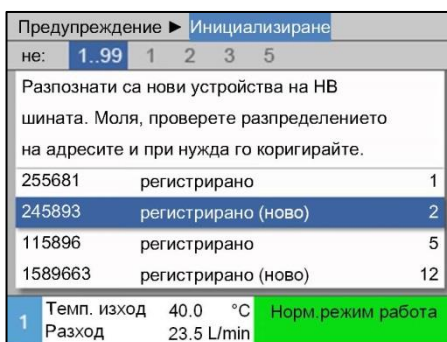 Предупреждение ► Инициализиране
не: 1..99 1 2 3 5
Разпознати са нови устройства на HB
шината. Моля, проверете разпределението
на адресите и при нужда го коригирайте.
255681 регистрирано 1
245893 регистрирано (ново) 2
115896 регистрирано 5
1589663 регистрирано (ново) 12
1 Темп. изход 40.0 °C Норм.режим работа
Разход 23.5 L/min